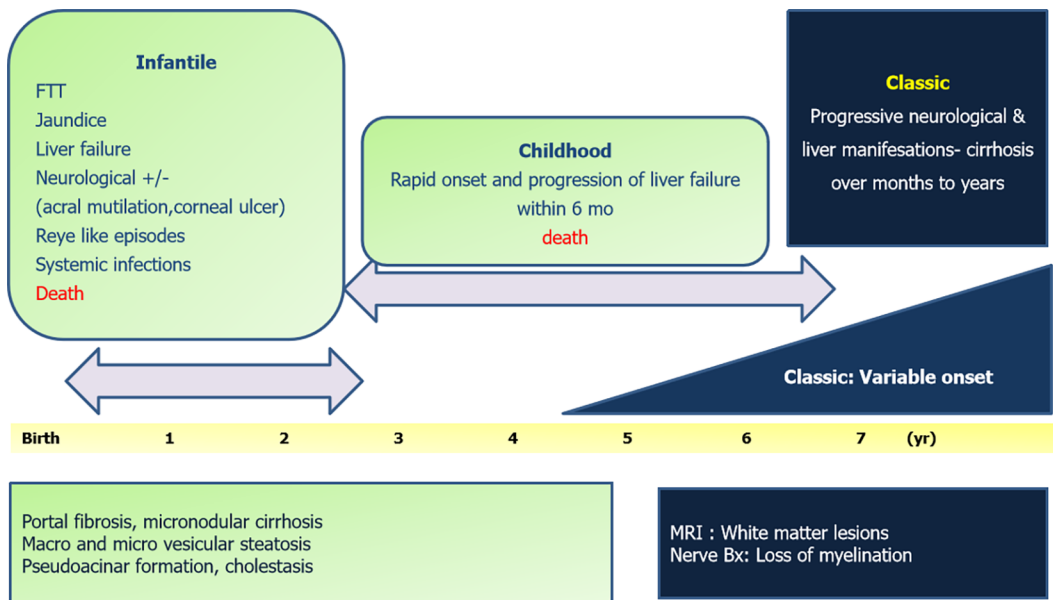 Infantile
FTT
Jaundice
Liver failure
Neurological +/-
(acral mutilation,corneal ulcer)
Reye like episodes
Systemic infections
Death
Childhood
Rapid onset and progression of liver failure
within 6 mo
death
Classic
Progressive neurological &
liver manifesations- cirrhosis
over months to years
Classic: Variable onset
Birth 1 2 3 4 5 6 7 (yr)
Portal fibrosis, micronodular cirrhosis
Macro and micro vesicular steatosis
Pseudoacinar formation, cholestasis
MRI : White matter lesions
Nerve Bx: Loss of myelination